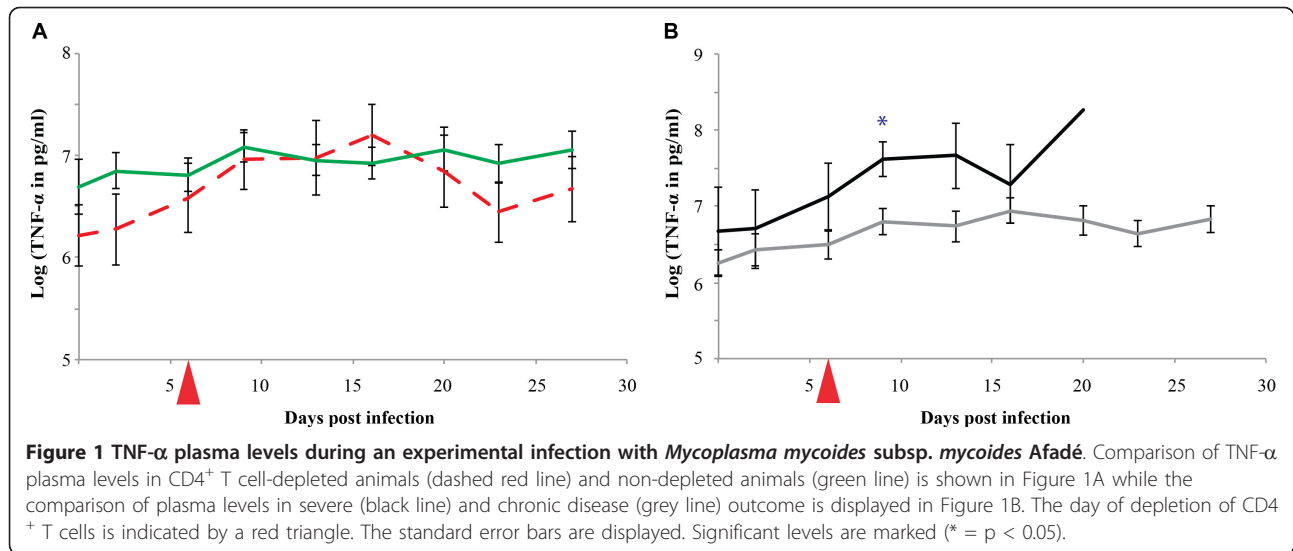 A
8
7
6
5
Log (TNF-α in pg/ml)
5 10 15 20 25 30
Days post infection
B
9
8
7
6
5
Log (TNF-α in pg/ml)
*
5 10 15 20 25 30
Days post infection
Figure 1 TNF-α plasma levels during an experimental infection with Mycoplasma mycoides subsp. mycoides Afadé. Comparison of TNF-α
plasma levels in CD4+ T cell-depleted animals (dashed red line) and non-depleted animals (green line) is shown in Figure 1A while the
comparison of plasma levels in severe (black line) and chronic disease (grey line) outcome is displayed in Figure 1B. The day of depletion of CD4
+ T cells is indicated by a red triangle. The standard error bars are displayed. Significant levels are marked (* = p < 0.05).